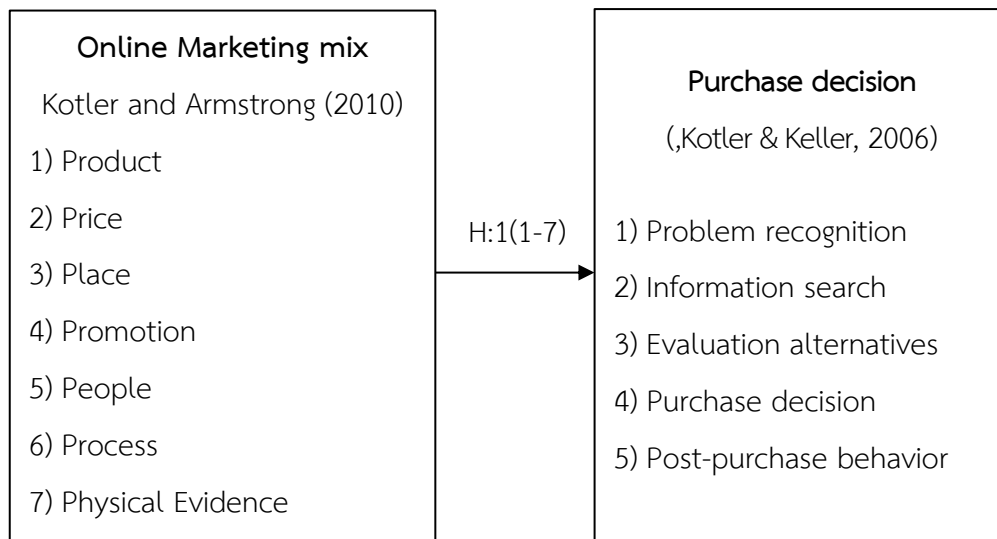 Online Marketing mix
Kotler and Armstrong (2010)
1) Product
2) Price
3) Place
4) Promotion
5) People
6) Process
7) Physical Evidence
H:1(1-7)
Purchase decision
(,Kotler & Keller, 2006)
1) Problem recognition
2) Information search
3) Evaluation alternatives
4) Purchase decision
5) Post-purchase behavior